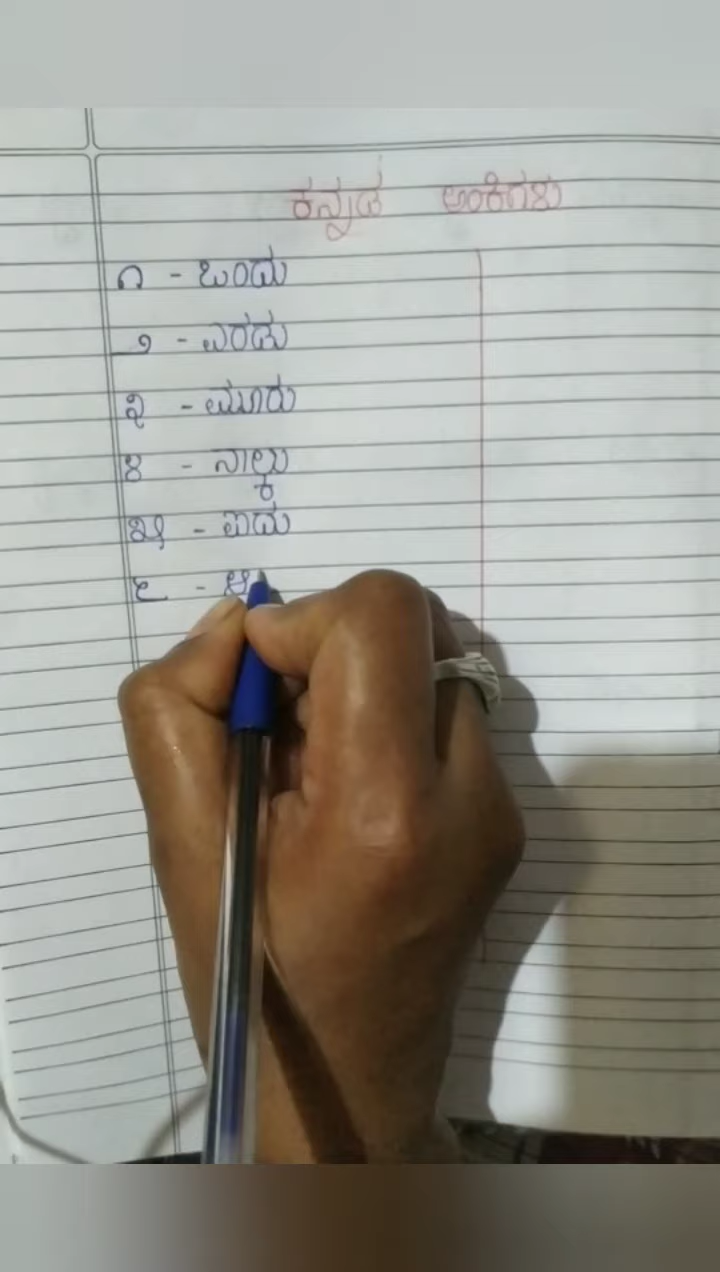 ಕನ್ನಡ ಅಂಕಿಗಳು
೧ - ಒಂದು
೨ - ಎರಡು
೩ - ಮೂರು
೪ - ನಾಲ್ಕು
೫ - ಐದು
೬ - ಆ